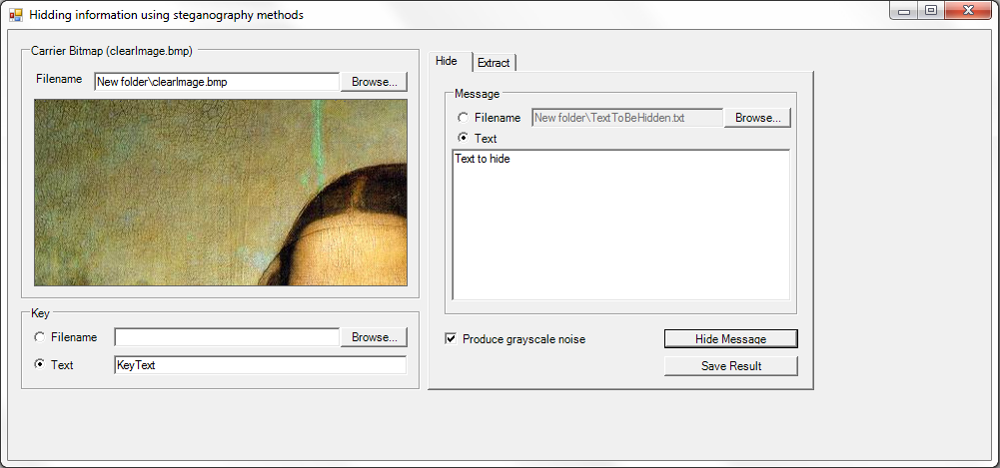 Hidding information using steganography methods
Carrier Bitmap (clearImage.bmp)
Filename New folder\clearImage.bmp Browse...
Key
Filename Browse...
Text KeyText
Hide Extract
Message
Filename New folder\TextToBeHidden.txt Browse...
Text
Text to hide
Produce grayscale noise Hide Message
Save Result